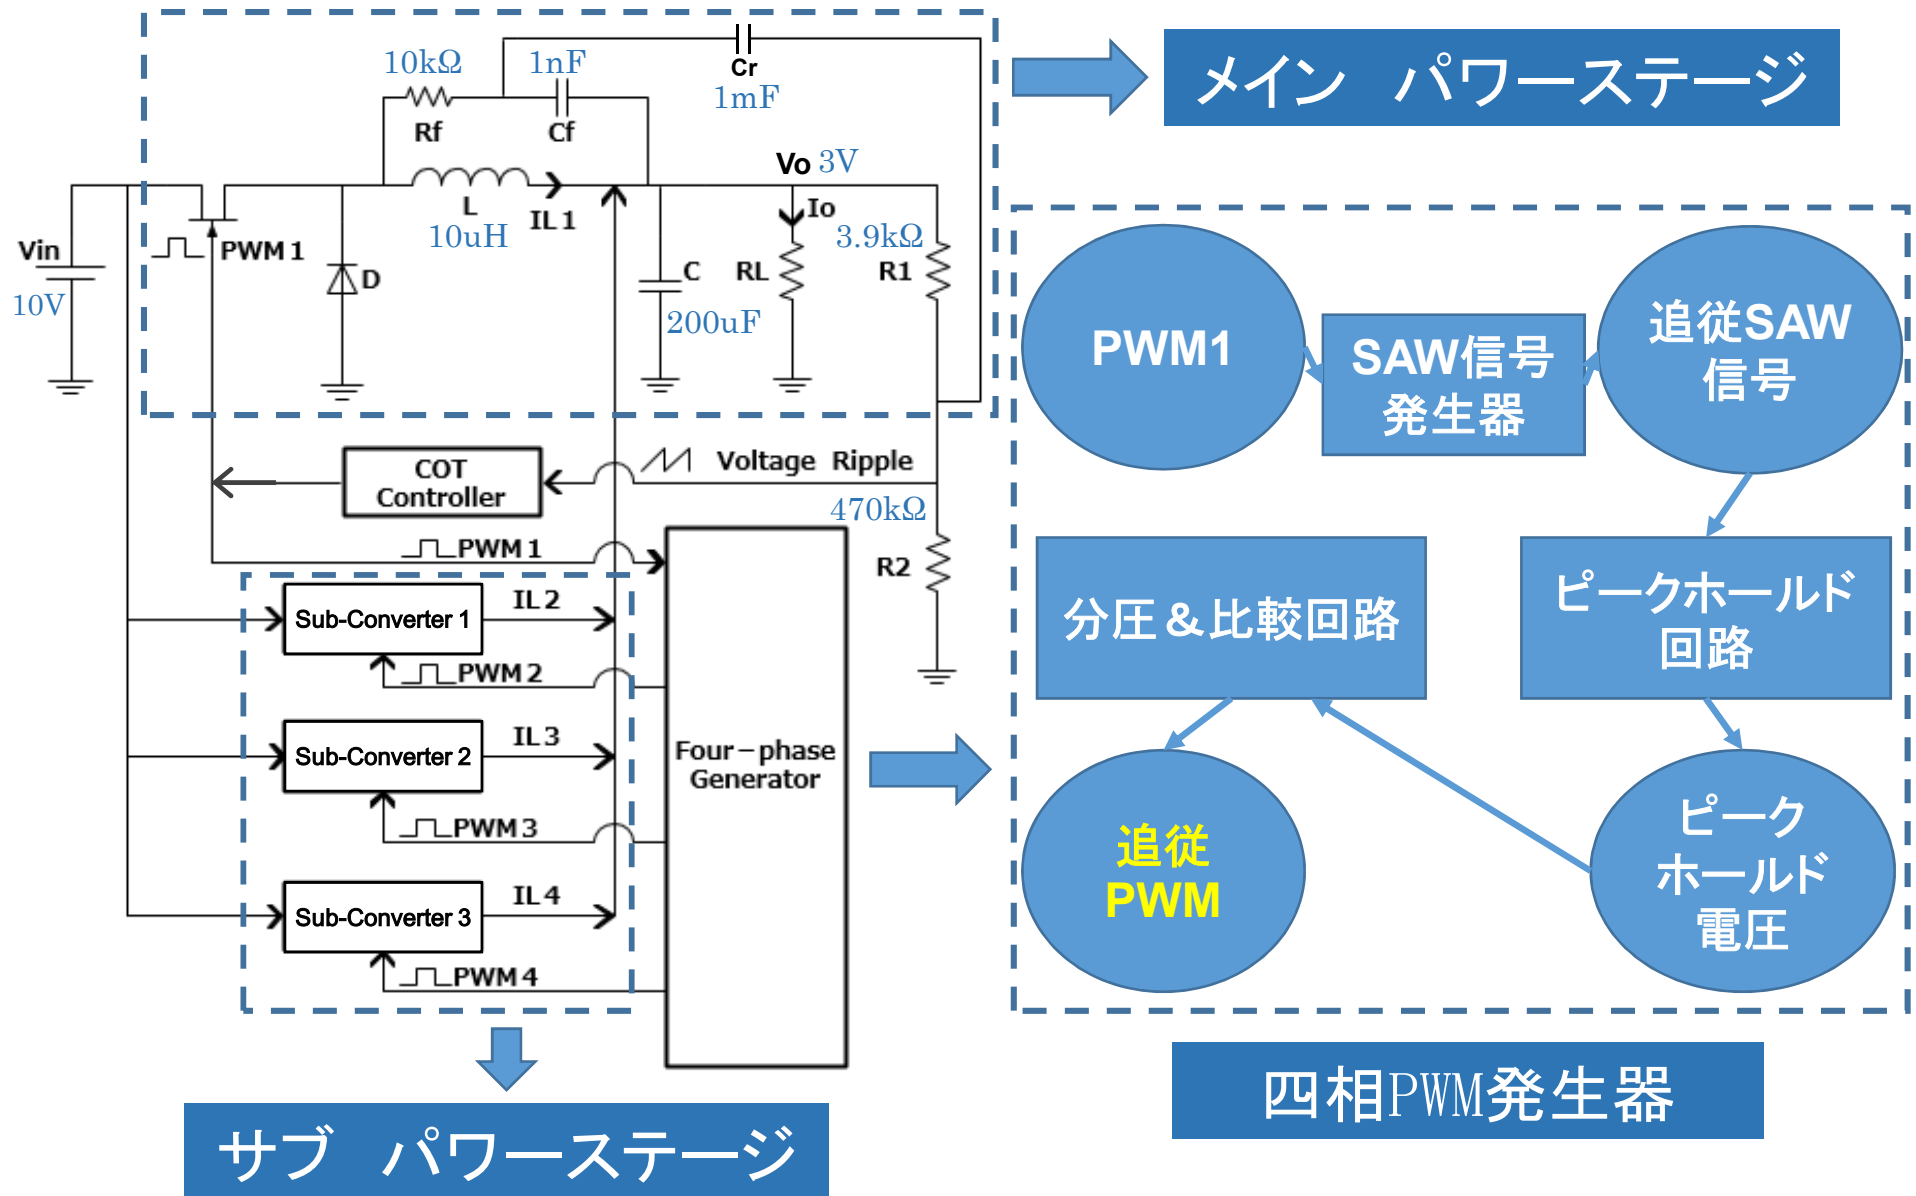 10kΩ
Rf
1nF
Cf
Cr
1mF
メイン パワーステージ
Vo 3V
Io
L
10uH
IL1
PWM1
Vin
10V
D
C
200uF
RL
3.9kΩ
R1
COT
Controller
Voltage Ripple
470kΩ
R2
PWM1
Sub-Converter 1
IL2
PWM2
Sub-Converter 2
IL3
PWM3
Sub-Converter 3
IL4
PWM4
Four-phase
Generator
サブ パワーステージ
PWM1
SAW信号
発生器
追従SAW
信号
分圧&比較回路
ピークホールド
回路
追従
PWM
ピーク
ホールド
電圧
四相PWM発生器